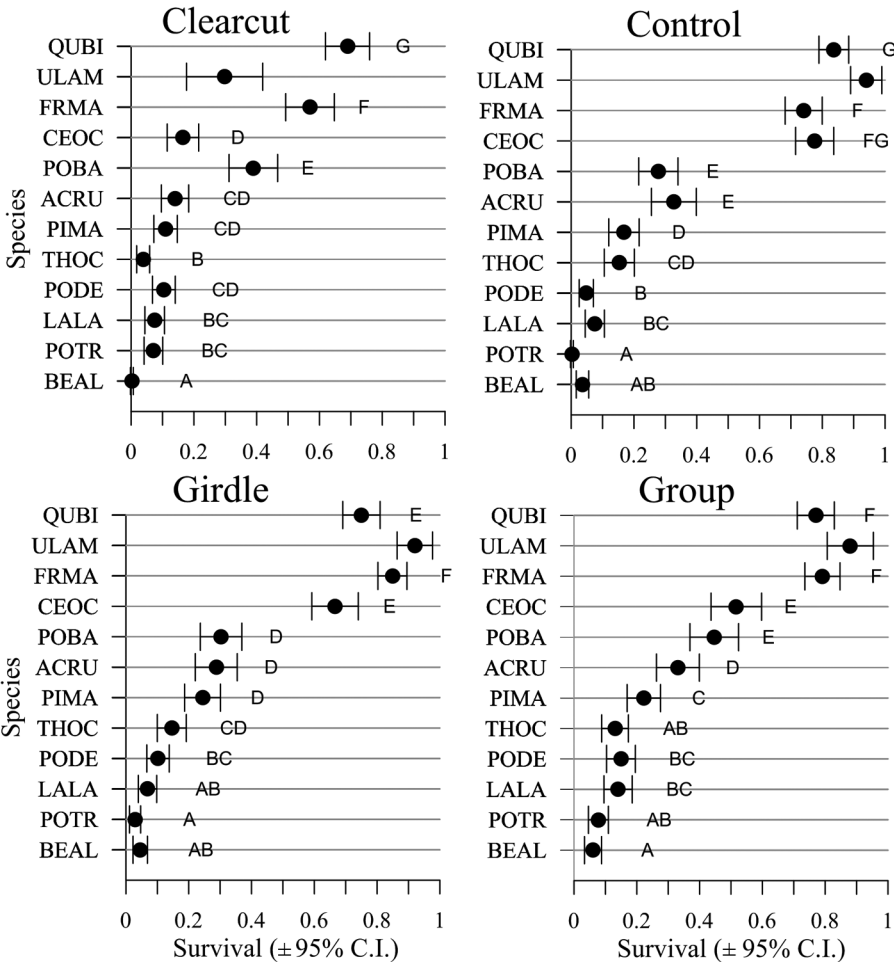 Clearcut
QUBI G
ULAM
FRMA F
CEOC D
POBA E
ACRU CD
PIMA CD
THOC B
PODE CD
LALA BC
POTR BC
BEAL A
Species
0 0.2 0.4 0.6 0.8 1
Control
QUBI G
ULAM
FRMA F
CEOC FG
POBA E
ACRU E
PIMA D
THOC CD
PODE B
LALA BC
POTR A
BEAL AB
0 0.2 0.4 0.6 0.8 1
Girdle
QUBI E
ULAM
FRMA F
CEOC E
POBA D
ACRU D
PIMA D
THOC CD
PODE BC
LALA AB
POTR A
BEAL AB
Species
0 0.2 0.4 0.6 0.8 1
Survival (± 95% C.I.)
Group
QUBI F
ULAM
FRMA F
CEOC E
POBA E
ACRU D
PIMA C
THOC AB
PODE BC
LALA BC
POTR AB
BEAL A
0 0.2 0.4 0.6 0.8 1
Survival (± 95% C.I.)